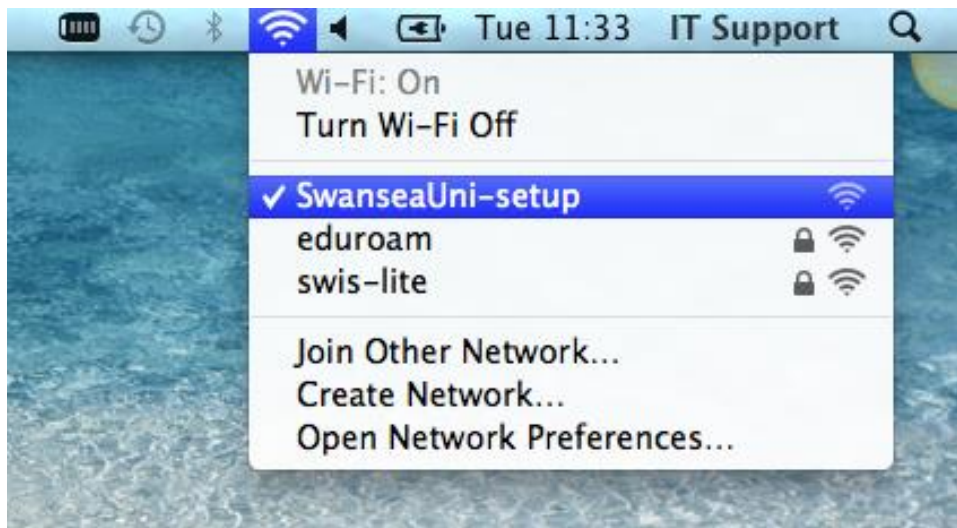 Tue 11:33 IT Support
Wi-Fi: On
Turn Wi-Fi Off
✓ SwanseaUni-setup
eduroam
swis-lite
Join Other Network...
Create Network...
Open Network Preferences...